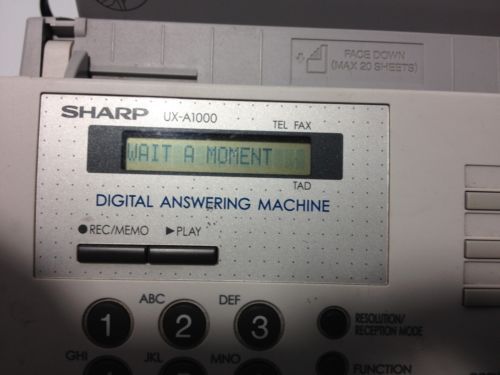 FACE DOWN
(MAX 20 SHEETS)
SHARP UX-A1000 TEL FAX
WAIT A MOMENT
TAD
DIGITAL ANSWERING MACHINE
●REC/MEMO ▶PLAY
ABC DEF
1 2 3
RESOLUTION/
RECEPTION MODE
GHI JKL MNO
FUNCTION